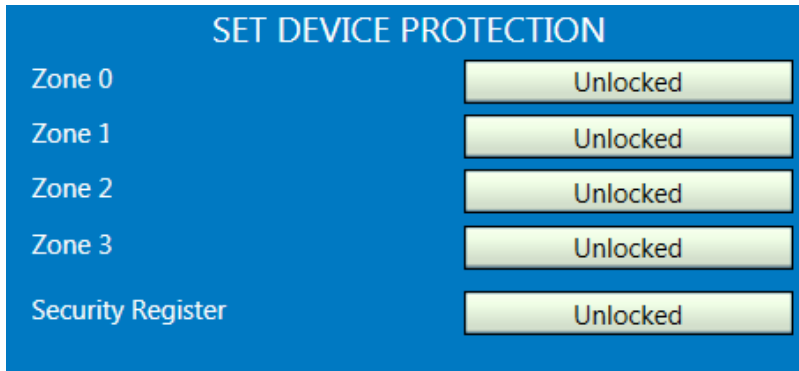 SET DEVICE PROTECTION
Zone 0 Unlocked
Zone 1 Unlocked
Zone 2 Unlocked
Zone 3 Unlocked
Security Register Unlocked